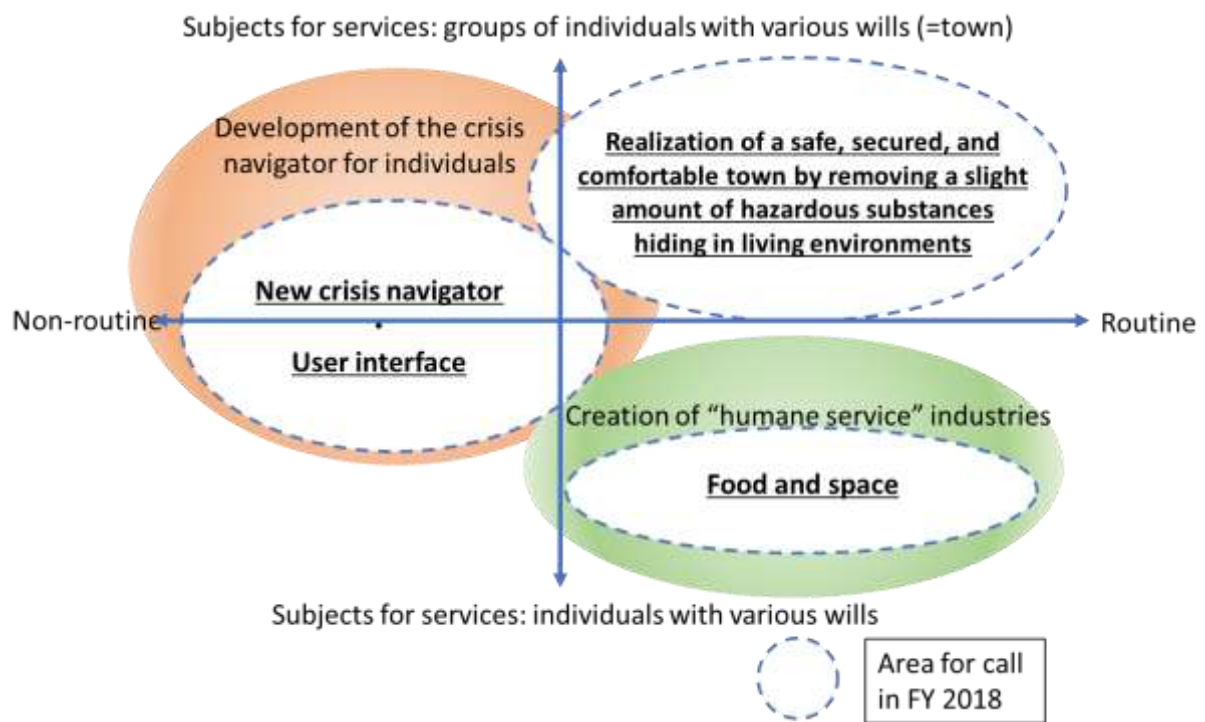 Subjects for services: groups of individuals with various wills (=town)
Development of the crisis
navigator for individuals
Realization of a safe, secured, and
comfortable town by removing a slight
amount of hazardous substances
hiding in living environments
New crisis navigator
Non-routine
Routine
User interface
Creation of “humane service” industries
Food and space
Subjects for services: individuals with various wills
Area for call
in FY 2018